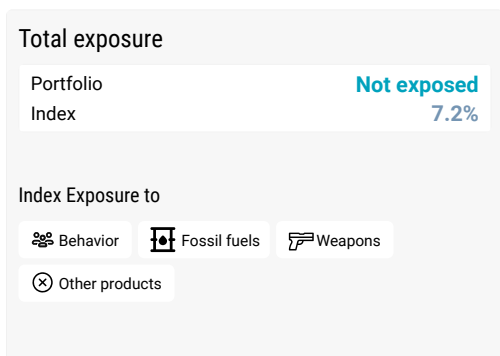 Total exposure
Portfolio Not exposed
Index 7.2%
Index Exposure to
Behavior Fossil fuels Weapons
Other products